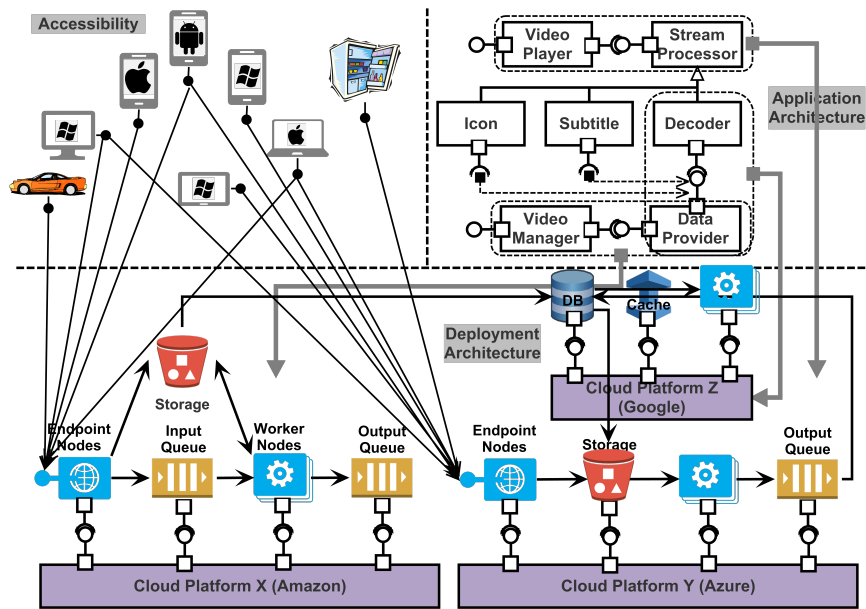 Accessibility
Video
Player
Stream
Processor
Application
Architecture
Icon
Subtitle
Decoder
Video
Manager
Data
Provider
DB
Cache
Deployment
Architecture
Cloud Platform Z
(Google)
Storage
Endpoint
Nodes
Input
Queue
Worker
Nodes
Output
Queue
Endpoint
Nodes
Storage
Output
Queue
Cloud Platform X (Amazon)
Cloud Platform Y (Azure)